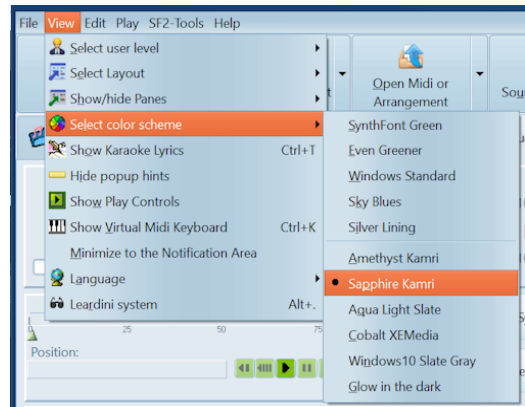 File View Edit Play SF2-Tools Help
Select user level
Select Layout
Show/hide Panes
Select color scheme
Show Karaoke Lyrics Ctrl+T
Hide popup hints
Show Play Controls
Show Virtual Midi Keyboard Ctrl+K
Minimize to the Notification Area
Language
Leardini system Alt+.
Open Midi or
Arrangement
SynthFont Green
Even Greener
Windows Standard
Sky Blues
Silver Lining
Amethyst Kamri
Sapphire Kamri
Aqua Light Slate
Cobalt XEMedia
Windows10 Slate Gray
Glow in the dark
0 25 50 75
Position: